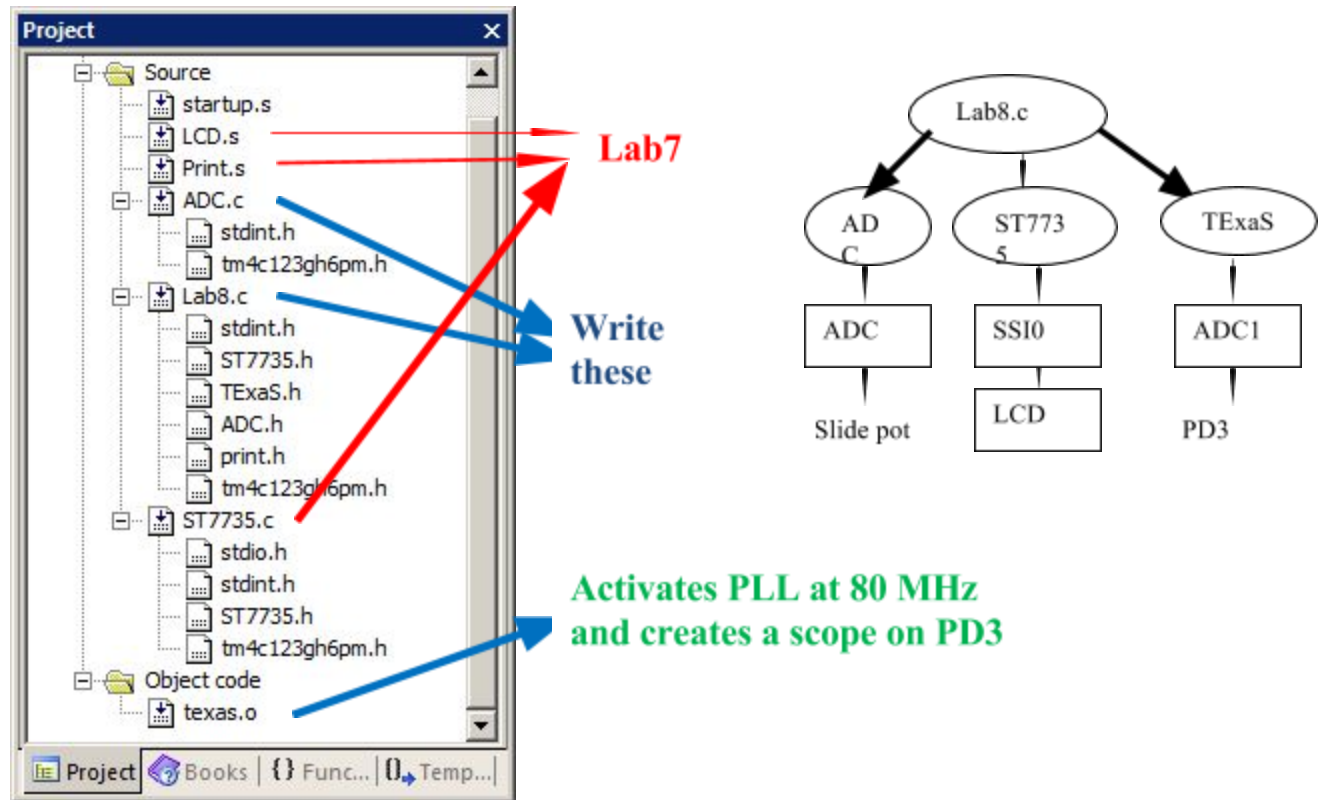 Project
Source
startup.s
LCD.s
Print.s
ADC.c
stdint.h
tm4c123gh6pm.h
Lab8.c
stdint.h
ST7735.h
TExaS.h
ADC.h
print.h
tm4c123gh6pm.h
ST7735.c
stdio.h
stdint.h
ST7735.h
tm4c123gh6pm.h
Object code
texas.o
Project Books {} Func... Temp...
Lab7
Write
these
Activates PLL at 80 MHz
and creates a scope on PD3
Lab8.c
AD
C
ST773
5
TExaS
ADC
SSI0
ADC1
Slide pot
LCD
PD3